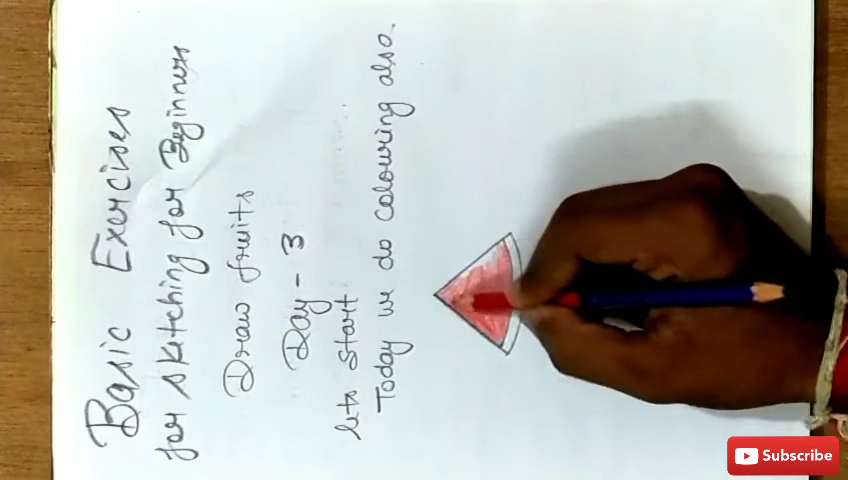 Basic Exercises
for sketching for Beginners
Draw fruits
Day - 3
lets start
Today we do colouring also.
Subscribe